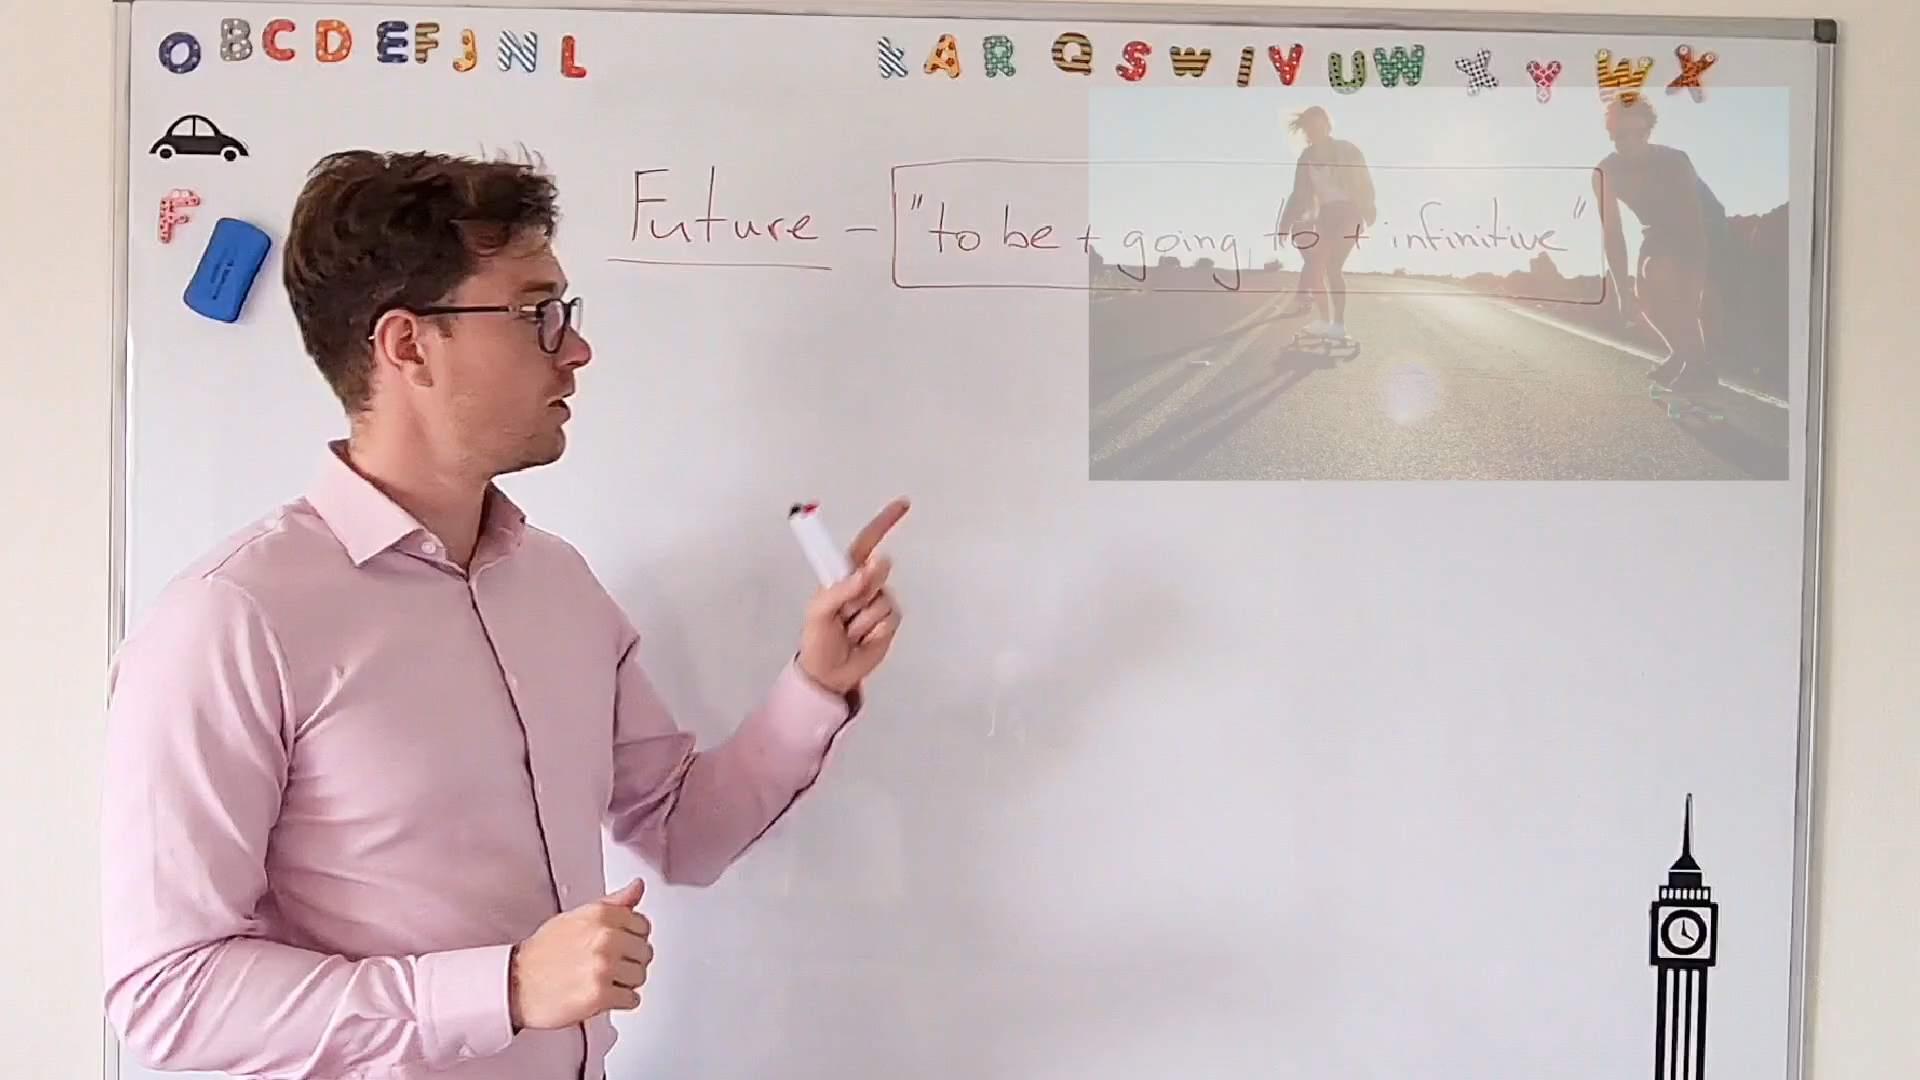 O B C D E F J N L K A R Q S W I V U W X Y W X
F
Future - "to be + going to + infinitive"